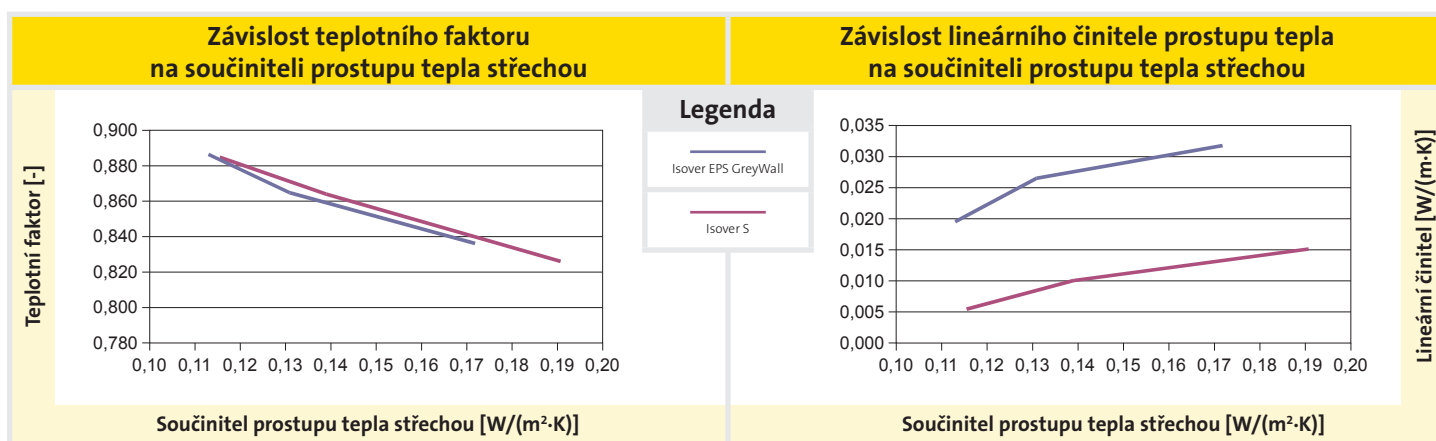 Závislost teplotního faktoru
na součiniteli prostupu tepla střechou
Teplotní faktor [-]
0,900
0,880
0,860
0,840
0,820
0,800
0,780
0,10 0,11 0,12 0,13 0,14 0,15 0,16 0,17 0,18 0,19 0,20
Součinitel prostupu tepla střechou [W/(m²·K)]
Legenda
Isover EPS GreyWall
Isover S
Závislost lineárního činitele prostupu tepla
na součiniteli prostupu tepla střechou
0,035
0,030
0,025
0,020
0,015
0,010
0,005
0,000
0,10 0,11 0,12 0,13 0,14 0,15 0,16 0,17 0,18 0,19 0,20
Lineární činitel [W/(m·K)]
Součinitel prostupu tepla střechou [W/(m²·K)]